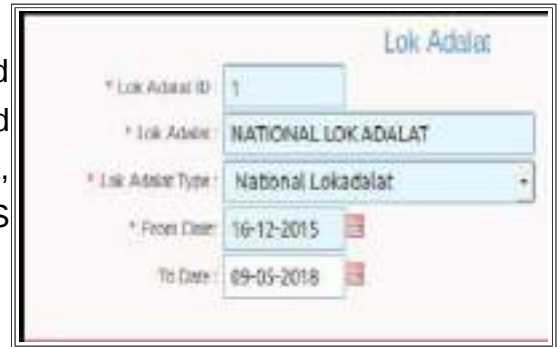 Lok Adalat
* Lok Adalat ID : 1
* Lok Adalat : NATIONAL LOK ADALAT
* Lok Adalat Type : National Lokadalat
* From Date : 16-12-2015
To Date : 09-05-2018
d
d
,
S